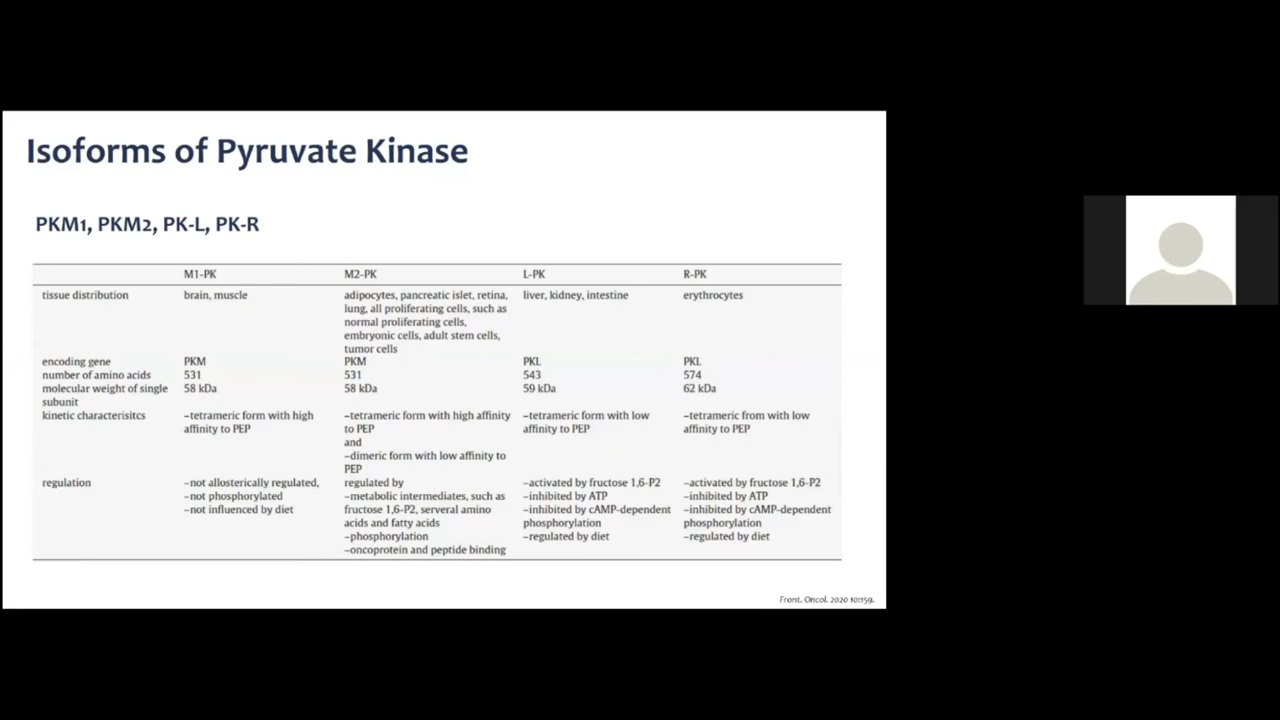 Isoforms of Pyruvate Kinase
PKM1, PKM2, PK-L, PK-R
M1-PK M2-PK L-PK R-PK
tissue distribution brain, muscle adipocytes, pancreatic islet, retina, liver, kidney, intestine erythrocytes
lung, all proliferating cells, such as
normal proliferating cells,
embryonic cells, adult stem cells,
tumor cells
encoding gene PKM PKM PKL PKL
number of amino acids 531 531 543 574
molecular weight of single 58 kDa 58 kDa 59 kDa 62 kDa
subunit
kinetic characterisitcs –tetrameric form with high –tetrameric form with high affinity –tetrameric form with low –tetrameric from with low
affinity to PEP to PEP affinity to PEP affinity to PEP
and
–dimeric form with low affinity to
PEP
regulation –not allosterically regulated, regulated by –activated by fructose 1,6-P2 –activated by fructose 1,6-P2
–not phosphorylated –metabolic intermediates, such as –inhibited by ATP –inhibited by ATP
–not influenced by diet fructose 1,6-P2, serveral amino –inhibited by cAMP-dependent –inhibited by cAMP-dependent
acids and fatty acids phosphorylation phosphorylation
–phosphorylation –regulated by diet –regulated by diet
–oncoprotein and peptide binding
Front. Oncol. 2020 10:159.